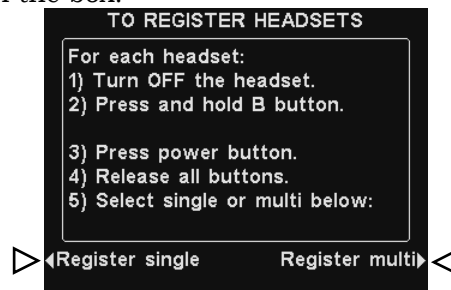 TO REGISTER HEADSETS
For each headset:
1) Turn OFF the headset.
2) Press and hold B button.
3) Press power button.
4) Release all buttons.
5) Select single or multi below:
Register single Register multi